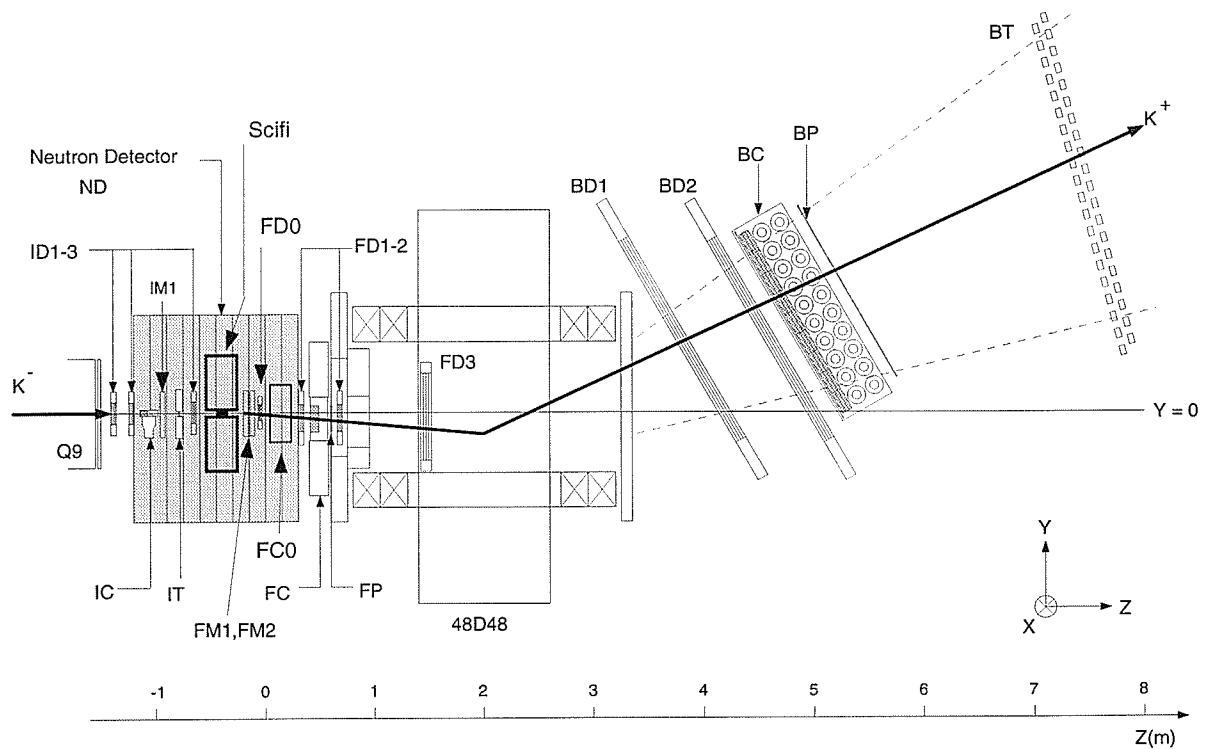 BT
K+
Scifi
BP
Neutron Detector
ND
BC
BD1
BD2
FD0
ID1-3
FD1-2
IM1
FD3
K-
Y = 0
Q9
FC0
Y
IC
IT
FC
FP
Z
X
FM1,FM2
48D48
-1 0 1 2 3 4 5 6 7 8
Z(m)